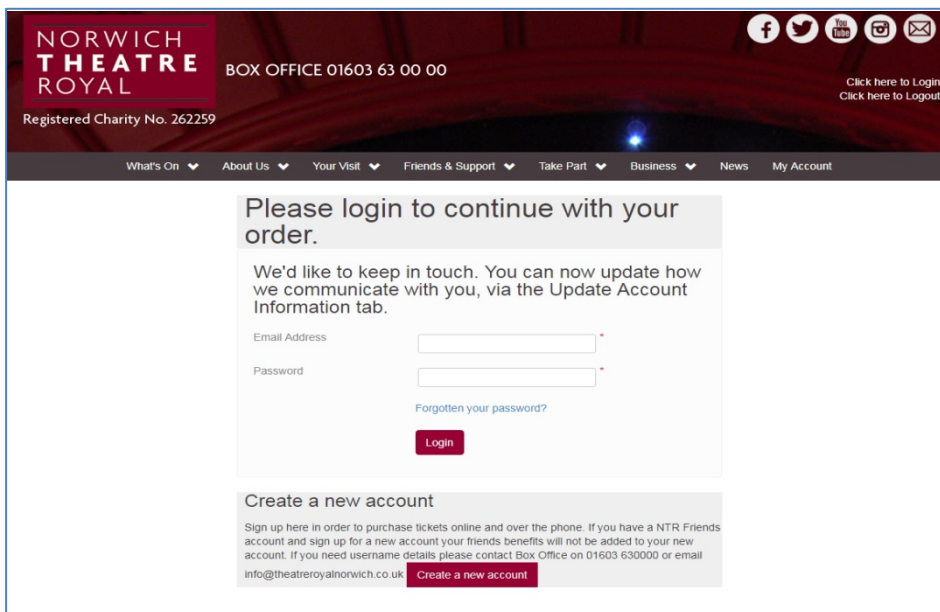 NORWICH
THEATRE
ROYAL
BOX OFFICE 01603 63 00 00
Registered Charity No. 262259
You
Tube
Click here to Login
Click here to Logout
What's On
About Us
Your Visit
Friends & Support
Take Part
Business
News
My Account
Please login to continue with your
order.
We'd like to keep in touch. You can now update how
we communicate with you, via the Update Account
Information tab.
Email Address *
Password *
Forgotten your password?
Login
Create a new account
Sign up here in order to purchase tickets online and over the phone. If you have a NTR Friends
account and sign up for a new account your friends benefits will not be added to your new
account. If you need username details please contact Box Office on 01603 630000 or email
info@theatreroyalnorwich.co.uk Create a new account